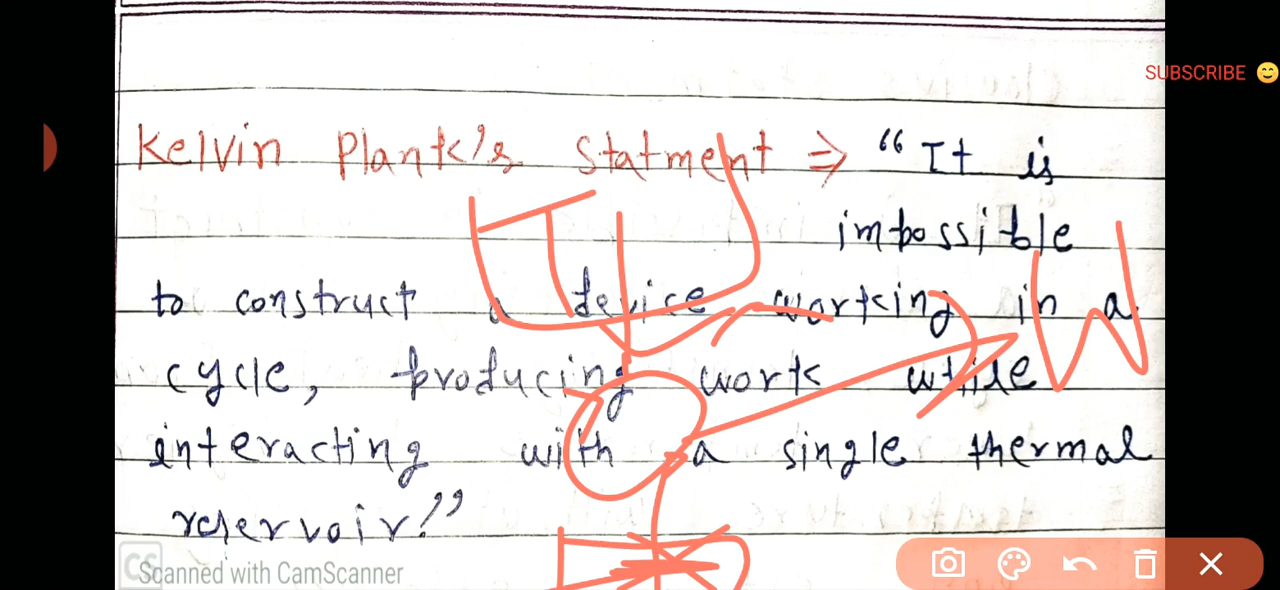 SUBSCRIBE 😊
Kelvin Plank's Statment ⇒ "It is
impossible
to construct a device working in a
cycle, producing work while
interacting with a single thermal
reservoir."
W
CS
Scanned with CamScanner